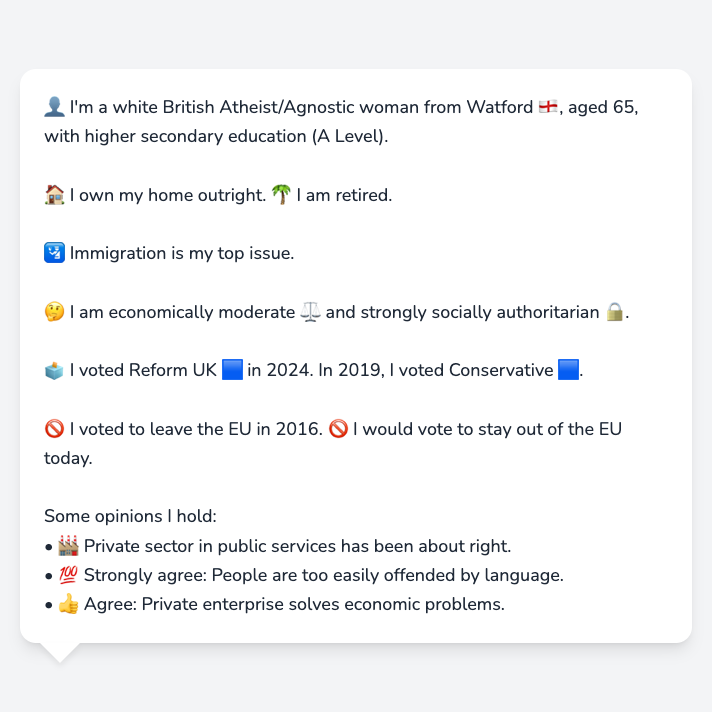 👤 I'm a white British Atheist/Agnostic woman from Watford 🏴󠁧󠁢󠁥󠁮󠁧󠁿, aged 65,
with higher secondary education (A Level).
🏠 I own my home outright. 🌴 I am retired.
🛂 Immigration is my top issue.
🤔 I am economically moderate ⚖️ and strongly socially authoritarian 🔒.
🗳️ I voted Reform UK 🟦 in 2024. In 2019, I voted Conservative 🟦.
🚫 I voted to leave the EU in 2016. 🚫 I would vote to stay out of the EU
today.
Some opinions I hold:
• 🏭 Private sector in public services has been about right.
• 💯 Strongly agree: People are too easily offended by language.
• 👍 Agree: Private enterprise solves economic problems.